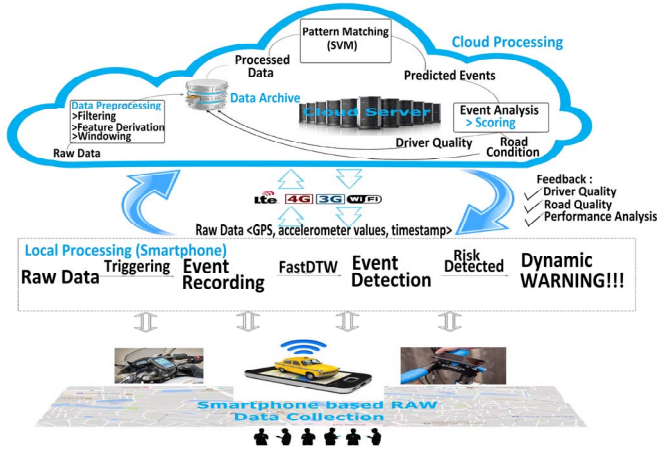 Pattern Matching
(SVM)
Cloud Processing
Processed
Data
Predicted Events
Data Preprocessing
>Filtering
>Feature Derivation
>Windowing
Data Archive
Cloud Server
Event Analysis
> Scoring
Raw Data
Driver Quality
Road
Condition
Lte 4G 3G WiFi
Feedback :
Driver Quality
Road Quality
Performance Analysis
Raw Data <GPS, accelerometer values, timestamp>
Local Processing (Smartphone)
Raw Data
Triggering
Event
Recording
FastDTW
Event
Detection
Risk
Detected
Dynamic
WARNING!!!
Smartphone based RAW
Data Collection